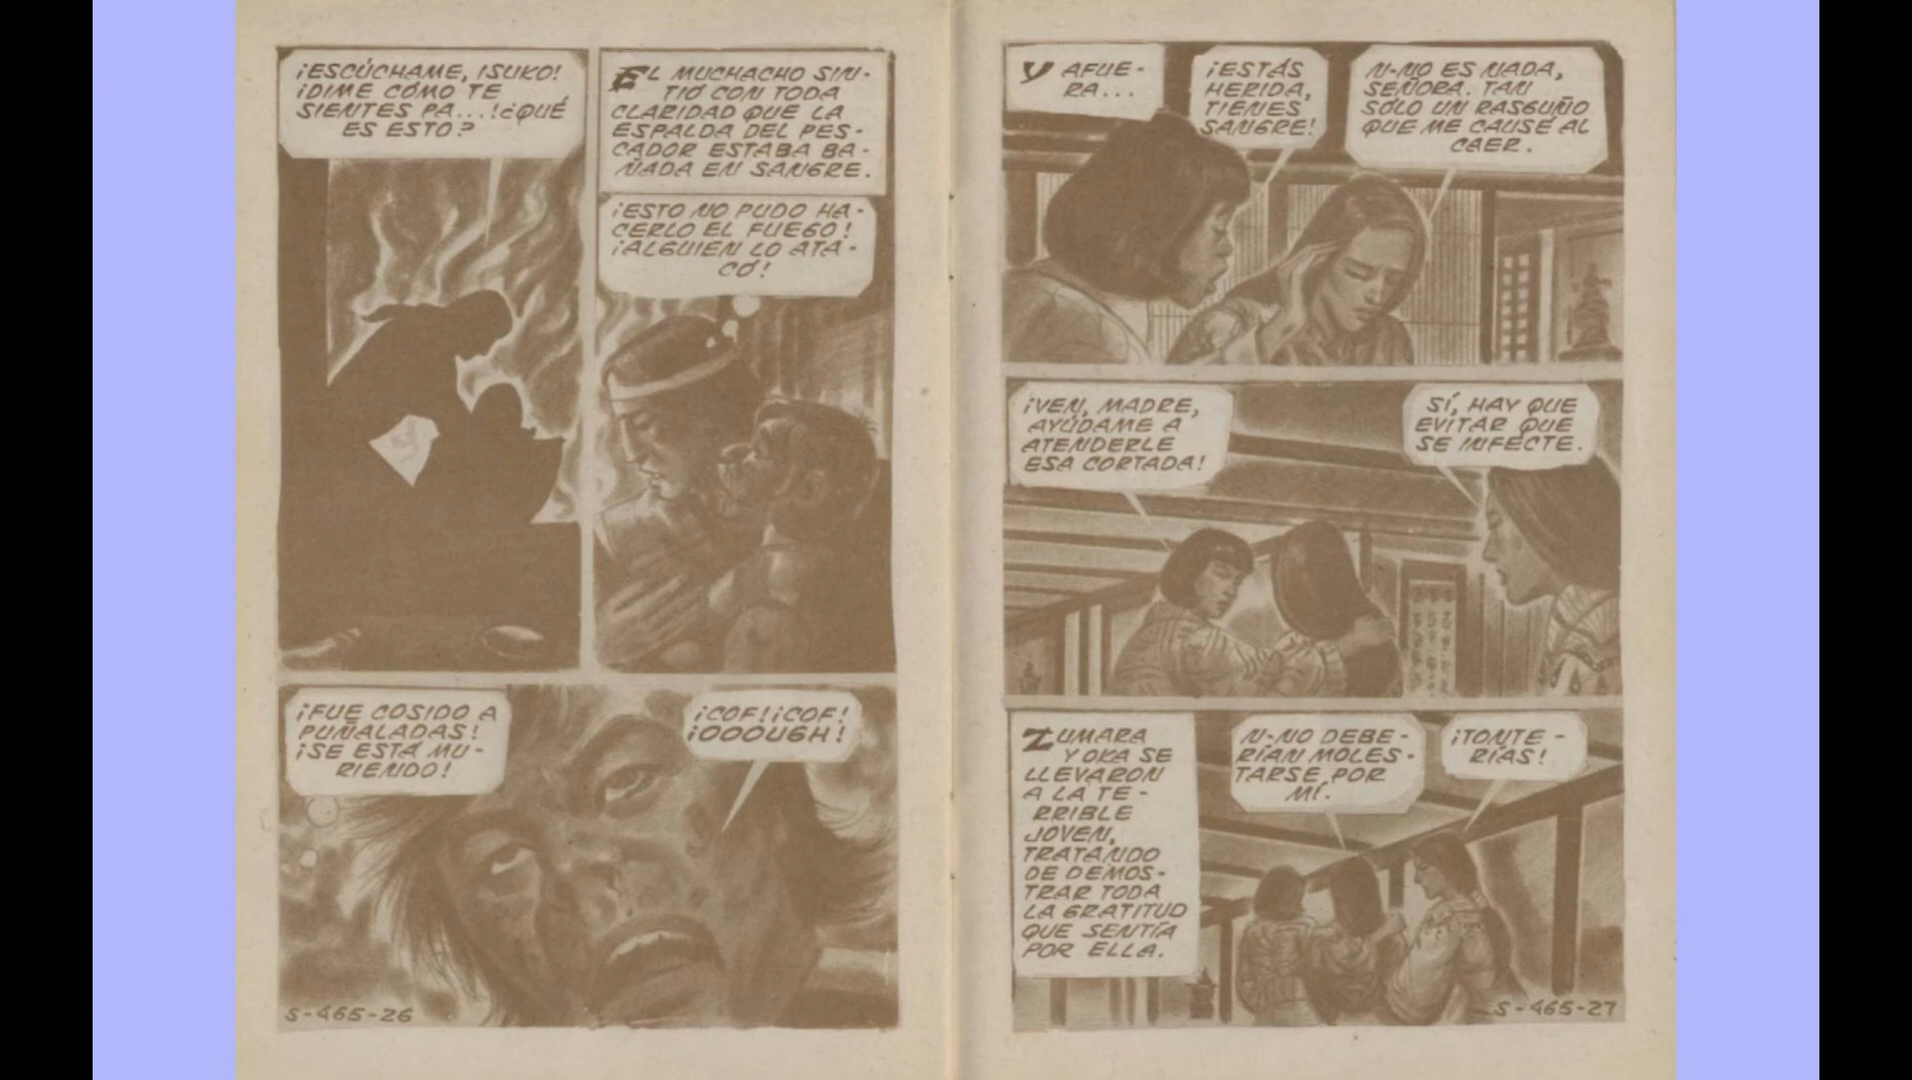 ¡ESCÚCHAME, ISUKO!
¡DIME CÓMO TE
SIENTES PA...! ¿QUÉ
ES ESTO?
EL MUCHACHO SIN-
TIÓ CON TODA
CLARIDAD QUE LA
ESPALDA DEL PES-
CADOR ESTABA BA-
ÑADA EN SANGRE.
¡ESTO NO PUDO HA-
CERLO EL FUEGO!
¡ALGUIEN LO ATA-
CÓ!
¡FUE COSIDO A
PUÑALADAS!
¡SE ESTÁ MU-
RIENDO!
¡COF! ¡COF!
¡OOOUGH!
S-465-26
Y AFUE-
RA...
¡ESTÁS
HERIDA,
TIENES
SANGRE!
N-NO ES NADA,
SEÑORA. TAN
SÓLO UN RASGUÑO
QUE ME CAUSÉ AL
CAER.
¡VEN, MADRE,
AYÚDAME A
ATENDERLE
ESA CORTADA!
SÍ, HAY QUE
EVITAR QUE
SE INFECTE.
ZUMARA
Y OKA SE
LLEVARON
A LA TE-
RRIBLE
JOVEN,
TRATANDO
DE DEMOS-
TRAR TODA
LA GRATITUD
QUE SENTÍA
POR ELLA.
N-NO DEBE-
RÍAN MOLES-
TARSE POR
MÍ.
¡TONTE-
RÍAS!
S-465-27